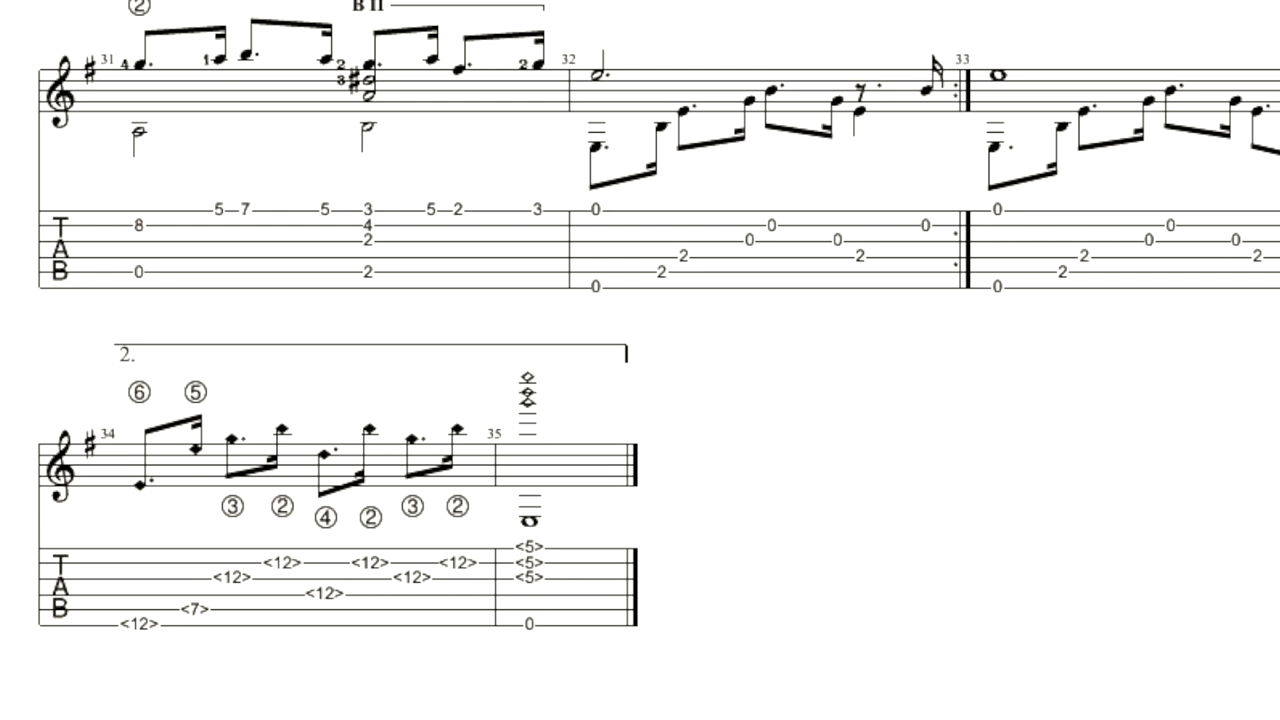 ② B II
31 4 1 2 3 2 32 33
5 7 5 3 5 2 3 0 0
T 8 4 0 0 0
A 2 0 0 0 0
2 2 2 2
B 0 2 2 2
0 0
2.
⑥ ⑤
34 35
③ ② ④ ② ③ ②
<5>
T <12> <12> <12> <5>
<12> <12> <5>
A <12>
B <7>
<12> 0